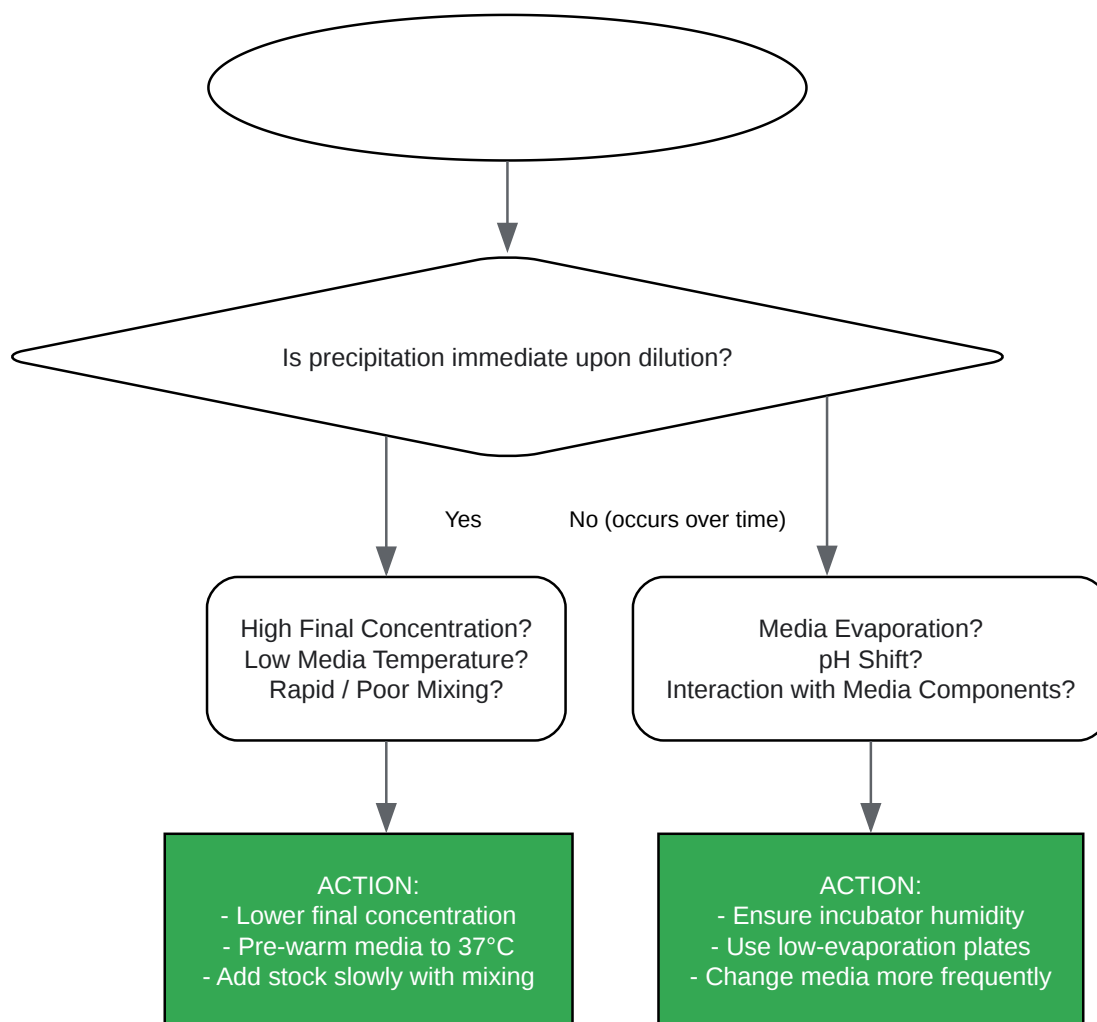 Is precipitation immediate upon dilution?
Yes
No (occurs over time)
High Final Concentration?
Low Media Temperature?
Rapid / Poor Mixing?
Media Evaporation?
pH Shift?
Interaction with Media Components?
ACTION:
- Lower final concentration
- Pre-warm media to 37°C
- Add stock slowly with mixing
ACTION:
- Ensure incubator humidity
- Use low-evaporation plates
- Change media more frequently